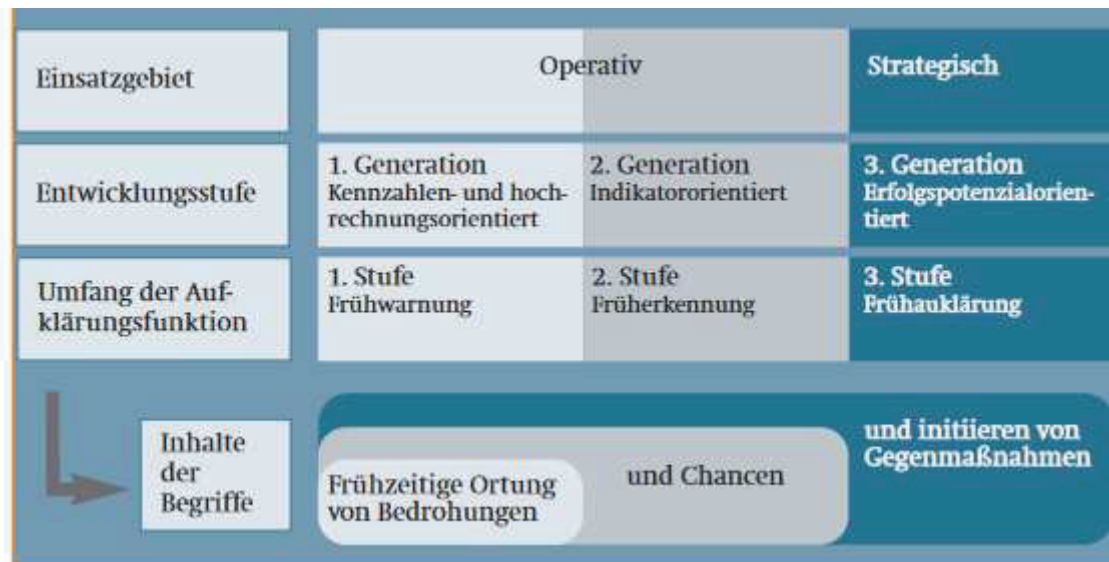 Einsatzgebiet
Operativ
Strategisch
Entwicklungsstufe
1. Generation
Kennzahlen- und hoch-
rechnungsorientiert
2. Generation
Indikatororientiert
3. Generation
Erfolgspotenzialorien-
tiert
Umfang der Auf-
klärungsfunktion
1. Stufe
Frühwarnung
2. Stufe
Früherkennung
3. Stufe
Frühauklärung
Inhalte
der
Begriffe
Frühzeitige Ortung
von Bedrohungen
und Chancen
und initiieren von
Gegenmaßnahmen